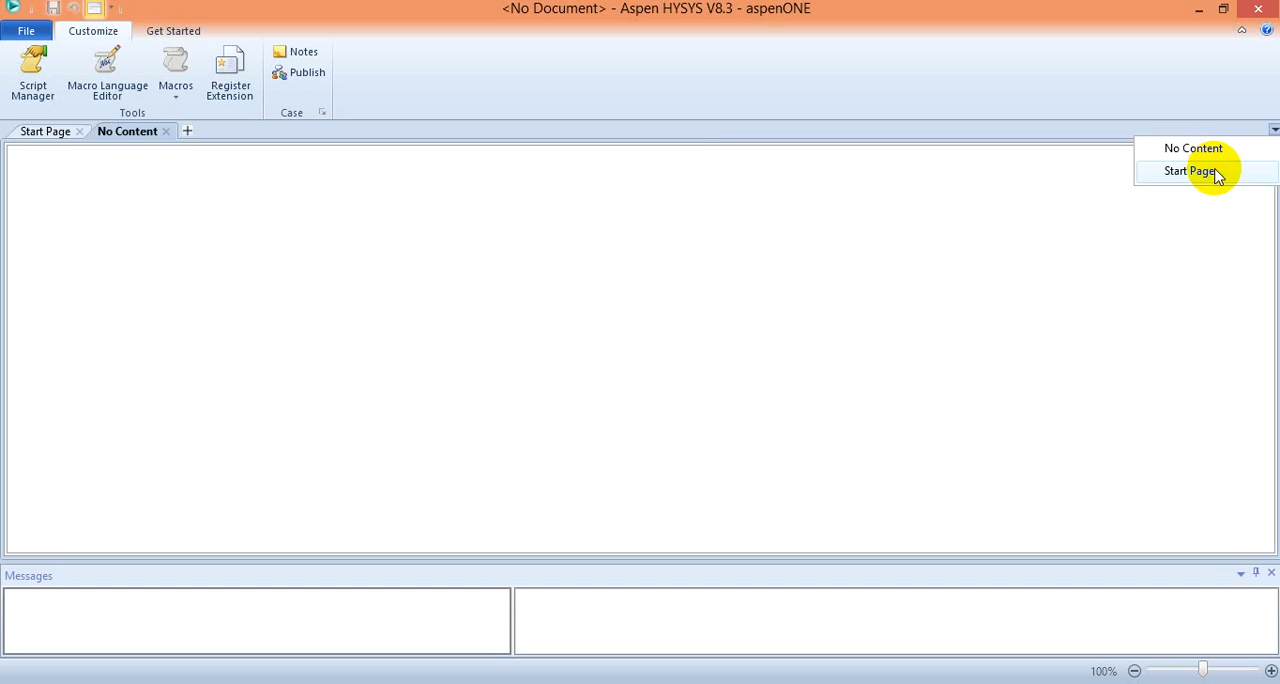 <No Document> - Aspen HYSYS V8.3 - aspenONE
File Customize Get Started
Script Manager
Macro Language Editor
Macros
Register Extension
Notes
Publish
Tools
Case
Start Page No Content
No Content
Start Page
Messages
100%